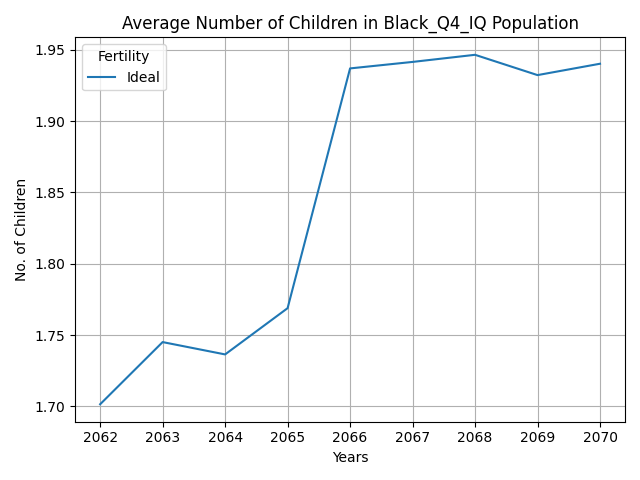 Average Number of Children in Black_Q4_IQ Population
Fertility
Ideal
No. of Children
1.95
1.90
1.85
1.80
1.75
1.70
2062 2063 2064 2065 2066 2067 2068 2069 2070
Years